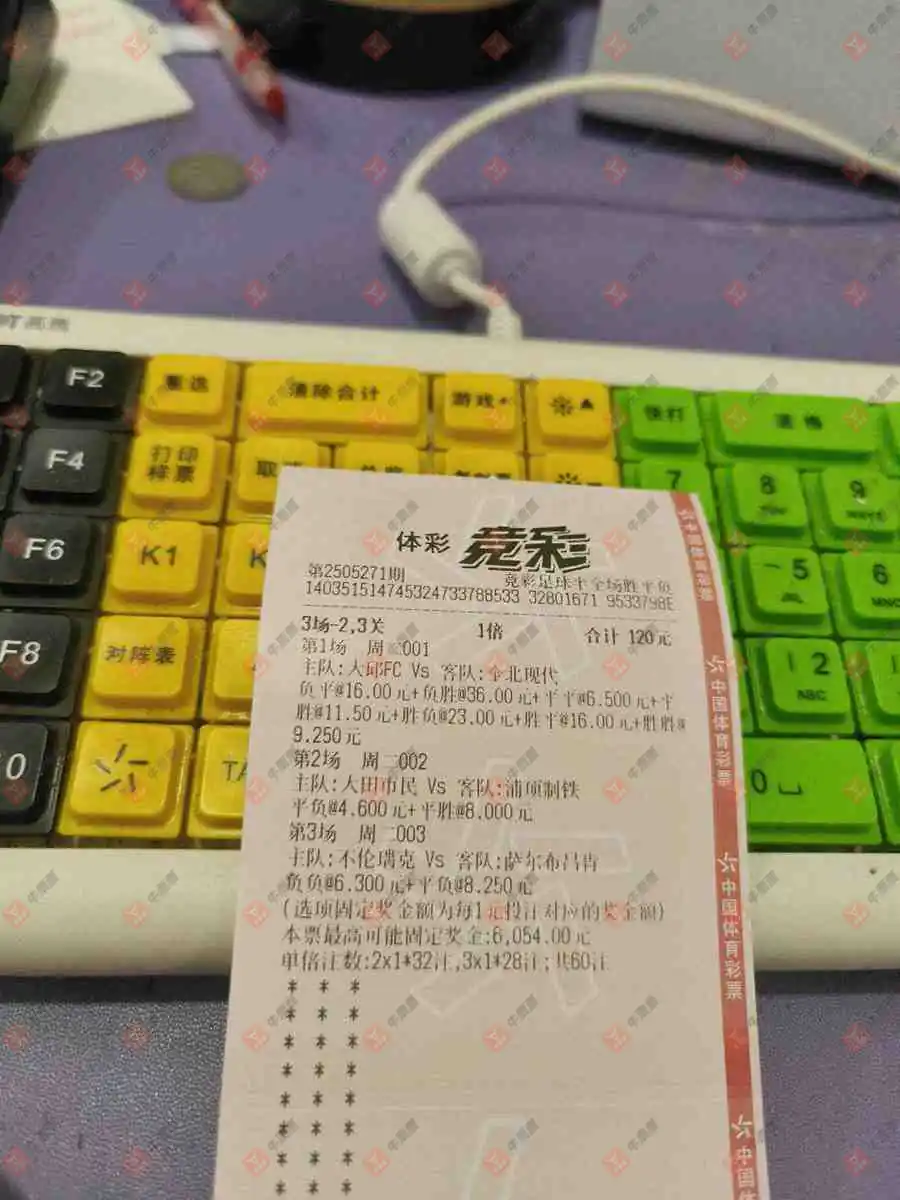 F2
重选
清除合计
游戏
F4
打印
样票
7
8
9
F6
K1
K
5
6
MNO
F8
对阵表
2
ABC
0
TA
0
体彩 竞彩
第2505271期
竞彩足球半全场胜平负
140351514745324733788533 32801671 9533798E
3场-2,3关 1倍 合计 120元
第1场 周二001
主队:大邱FC Vs 客队:全北现代
负平@16.00元+负胜@36.00元+平平@6.500元+平
胜@11.50元+胜负@23.00元+胜平@16.00元+胜胜@
9.250元
第2场 周二002
主队:大田市民 Vs 客队:浦项制铁
平负@4.600元+平胜@8.000元
第3场 周二003
主队:不伦瑞克 Vs 客队:萨尔布吕肯
负负@6.300元+平负@8.250元
(选项固定奖金额为每1元投注对应的奖金额)
本票最高可能固定奖金:6,054.00元
单倍注数:2x1*32注,3x1*28注;共60注
* * *
* * *
* * *
* * *
* * *
* * *
* * *
* * *
中国体育彩票
中国体育彩票
中国体